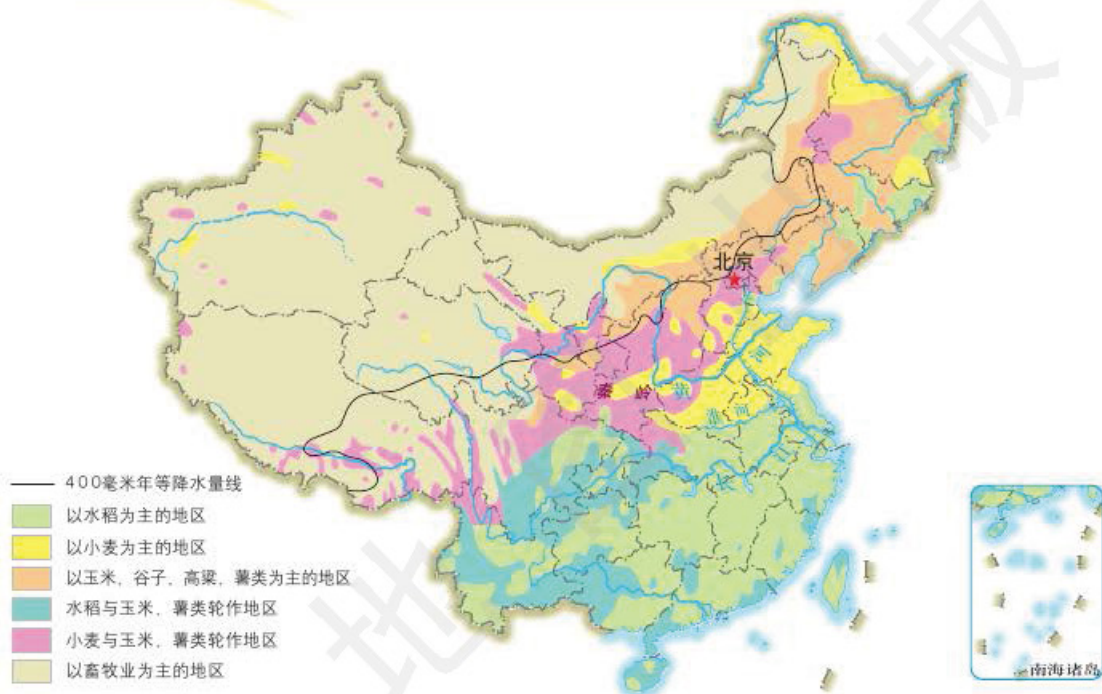 北京
秦岭
黄
河
淮河
长
江
400毫米年等降水量线
以水稻为主的地区
以小麦为主的地区
以玉米、谷子、高粱、薯类为主的地区
水稻与玉米、薯类轮作地区
小麦与玉米、薯类轮作地区
以畜牧业为主的地区
南海诸岛
版
地